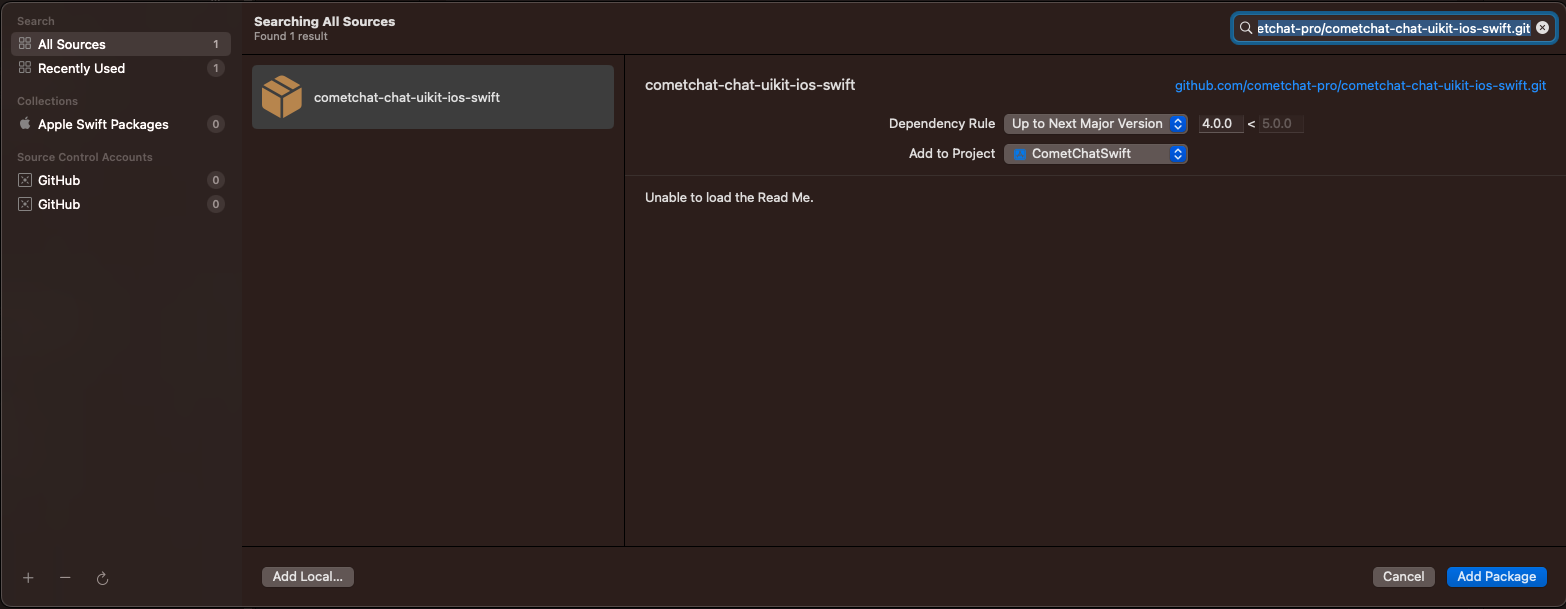 Search
All Sources 1
Recently Used 1
Collections
Apple Swift Packages 0
Source Control Accounts
GitHub 0
GitHub 0
Searching All Sources
Found 1 result
etchat-pro/cometchat-chat-uikit-ios-swift.git
cometchat-chat-uikit-ios-swift
cometchat-chat-uikit-ios-swift github.com/cometchat-pro/cometchat-chat-uikit-ios-swift.git
Dependency Rule Up to Next Major Version 4.0.0 < 5.0.0
Add to Project CometChatSwift
Unable to load the Read Me.
Add Local... Cancel Add Package